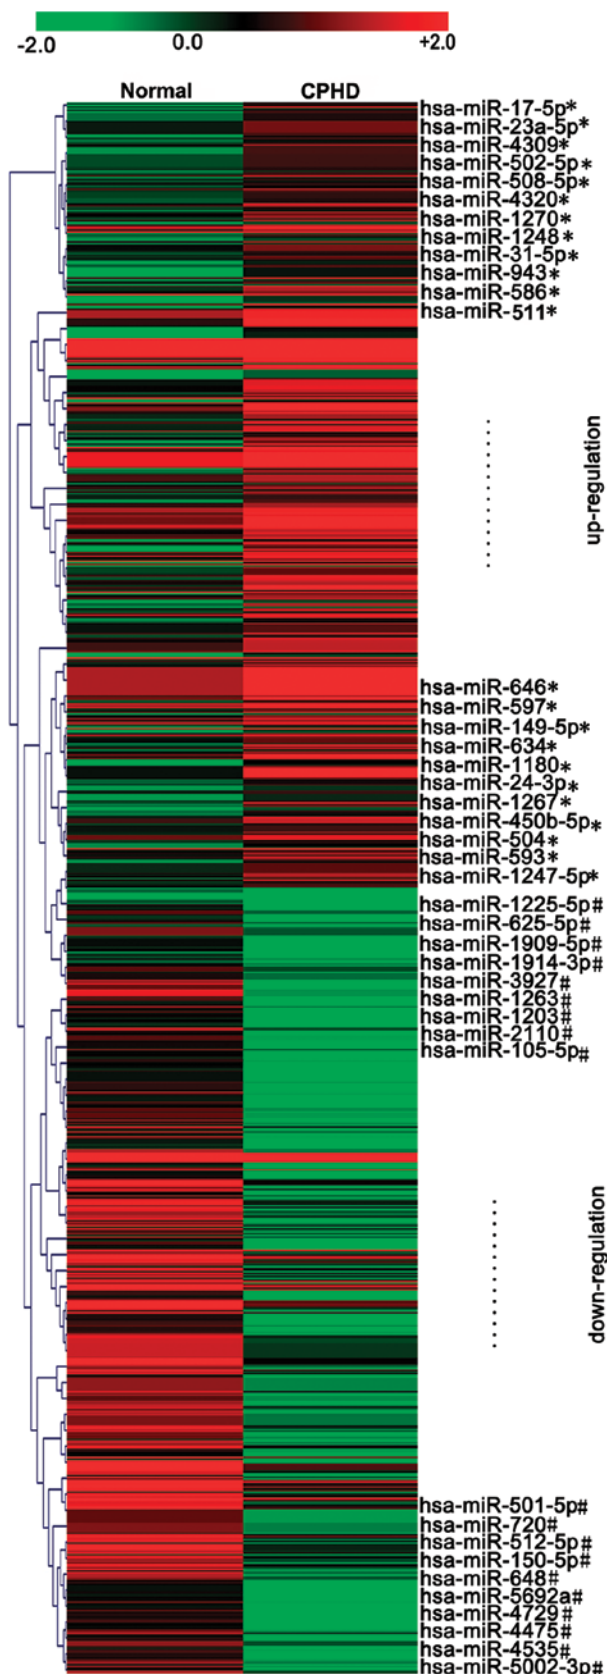 -2.0 0.0 +2.0
Normal CPHD
hsa-miR-17-5p*
hsa-miR-23a-5p*
hsa-miR-4309*
hsa-miR-502-5p*
hsa-miR-508-5p*
hsa-miR-4320*
hsa-miR-1270*
hsa-miR-1248*
hsa-miR-31-5p*
hsa-miR-943*
hsa-miR-586*
hsa-miR-511*
up-regulation
hsa-miR-646*
hsa-miR-597*
hsa-miR-149-5p*
hsa-miR-634*
hsa-miR-1180*
hsa-miR-24-3p*
hsa-miR-1267*
hsa-miR-450b-5p*
hsa-miR-504*
hsa-miR-593*
hsa-miR-1247-5p*
hsa-miR-1225-5p#
hsa-miR-625-5p#
hsa-miR-1909-5p#
hsa-miR-1914-3p#
hsa-miR-3927#
hsa-miR-1263#
hsa-miR-1203#
hsa-miR-2110#
hsa-miR-105-5p#
down-regulation
hsa-miR-501-5p#
hsa-miR-720#
hsa-miR-512-5p#
hsa-miR-150-5p#
hsa-miR-648#
hsa-miR-5692a#
hsa-miR-4729#
hsa-miR-4475#
hsa-miR-4535#
hsa-miR-5002-3p#